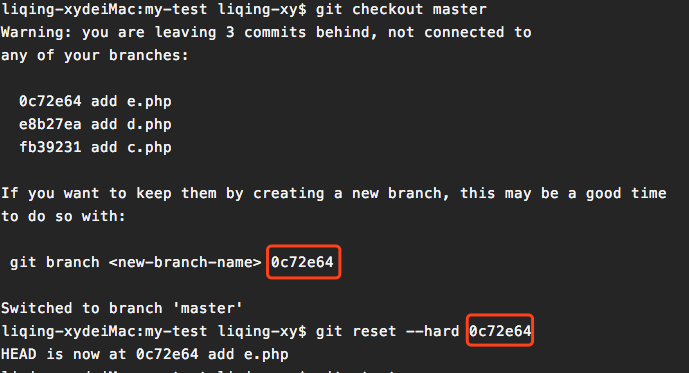 liqing-xydeiMac:my-test liqing-xy$ git checkout master
Warning: you are leaving 3 commits behind, not connected to
any of your branches:
0c72e64 add e.php
e8b27ea add d.php
fb39231 add c.php
If you want to keep them by creating a new branch, this may be a good time
to do so with:
git branch <new-branch-name> 0c72e64
Switched to branch 'master'
liqing-xydeiMac:my-test liqing-xy$ git reset --hard 0c72e64
HEAD is now at 0c72e64 add e.php